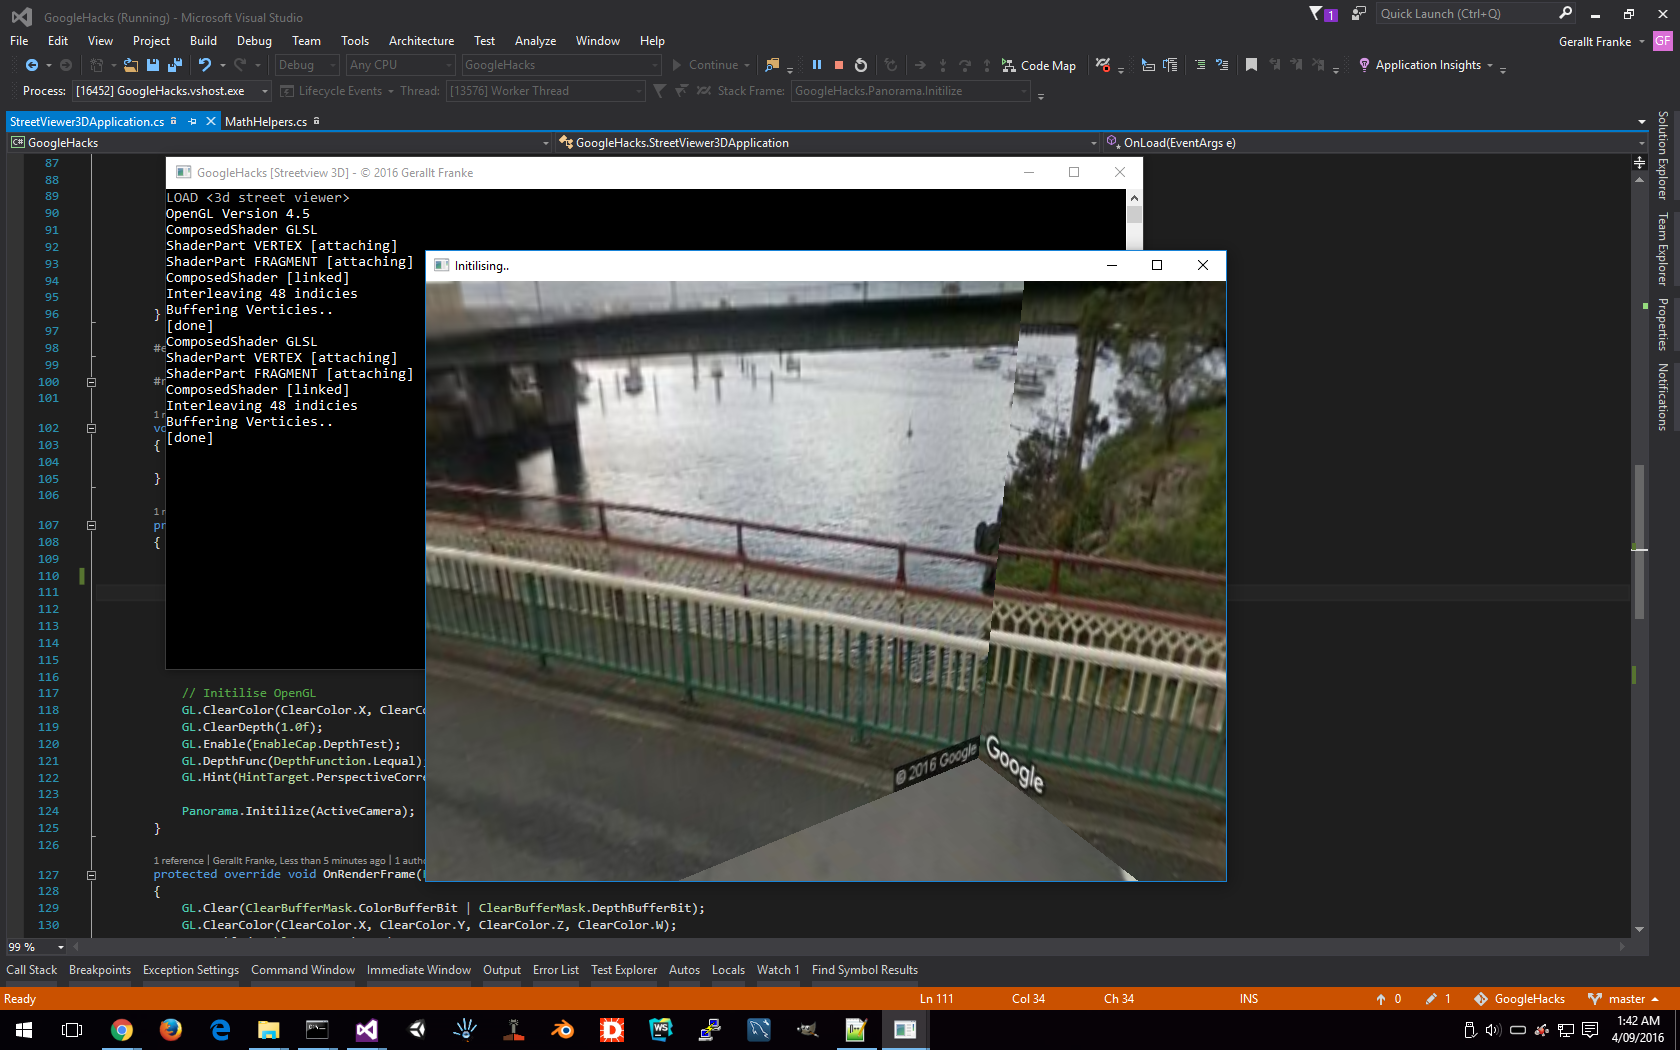 GoogleHacks (Running) - Microsoft Visual Studio
1
Quick Launch (Ctrl+Q)
File Edit View Project Build Debug Team Tools Architecture Test Analyze Window Help
Gerallt Franke GF
Debug Any CPU GoogleHacks Continue Code Map Application Insights
Process: [16452] GoogleHacks.vshost.exe Lifecycle Events Thread: [13576] Worker Thread Stack Frame: GoogleHacks.Panorama.Initilize
StreetViewer3DApplication.cs MathHelpers.cs
GoogleHacks GoogleHacks.StreetViewer3DApplication OnLoad(EventArgs e)
Solution Explorer
Team Explorer
Properties
Notifications
GoogleHacks [Streetview 3D] - © 2016 Gerallt Franke
LOAD <3d street viewer>
OpenGL Version 4.5
ComposedShader GLSL
ShaderPart VERTEX [attaching]
ShaderPart FRAGMENT [attaching]
ComposedShader [linked]
Interleaving 48 indicies
Buffering Verticies..
[done]
ComposedShader GLSL
ShaderPart VERTEX [attaching]
ShaderPart FRAGMENT [attaching]
ComposedShader [linked]
Interleaving 48 indicies
Buffering Verticies..
[done]
Initilising..
© 2016 Google
Google
87
88
89
90
91
92
93
94
95
96 }
97
98 #e
99
100 #r
101
1 r
102 vo
103 {
104
105 }
106
1 r
107 pr
108 {
109
110
111
112
113
114
115
116
117 // Initilise OpenGL
118 GL.ClearColor(ClearColor.X, ClearCo
119 GL.ClearDepth(1.0f);
120 GL.Enable(EnableCap.DepthTest);
121 GL.DepthFunc(DepthFunction.Lequal);
122 GL.Hint(HintTarget.PerspectiveCorre
123
124 Panorama.Initilize(ActiveCamera);
125 }
126
1 reference | Gerallt Franke, Less than 5 minutes ago | 1 autho
127 protected override void OnRenderFrame(
128 {
129 GL.Clear(ClearBufferMask.ColorBufferBit | ClearBufferMask.DepthBufferBit);
130 GL.ClearColor(ClearColor.X, ClearColor.Y, ClearColor.Z, ClearColor.W);
99 %
Call Stack Breakpoints Exception Settings Command Window Immediate Window Output Error List Test Explorer Autos Locals Watch 1 Find Symbol Results
Ready Ln 111 Col 34 Ch 34 INS 0 1 GoogleHacks master
1:42 AM
4/09/2016